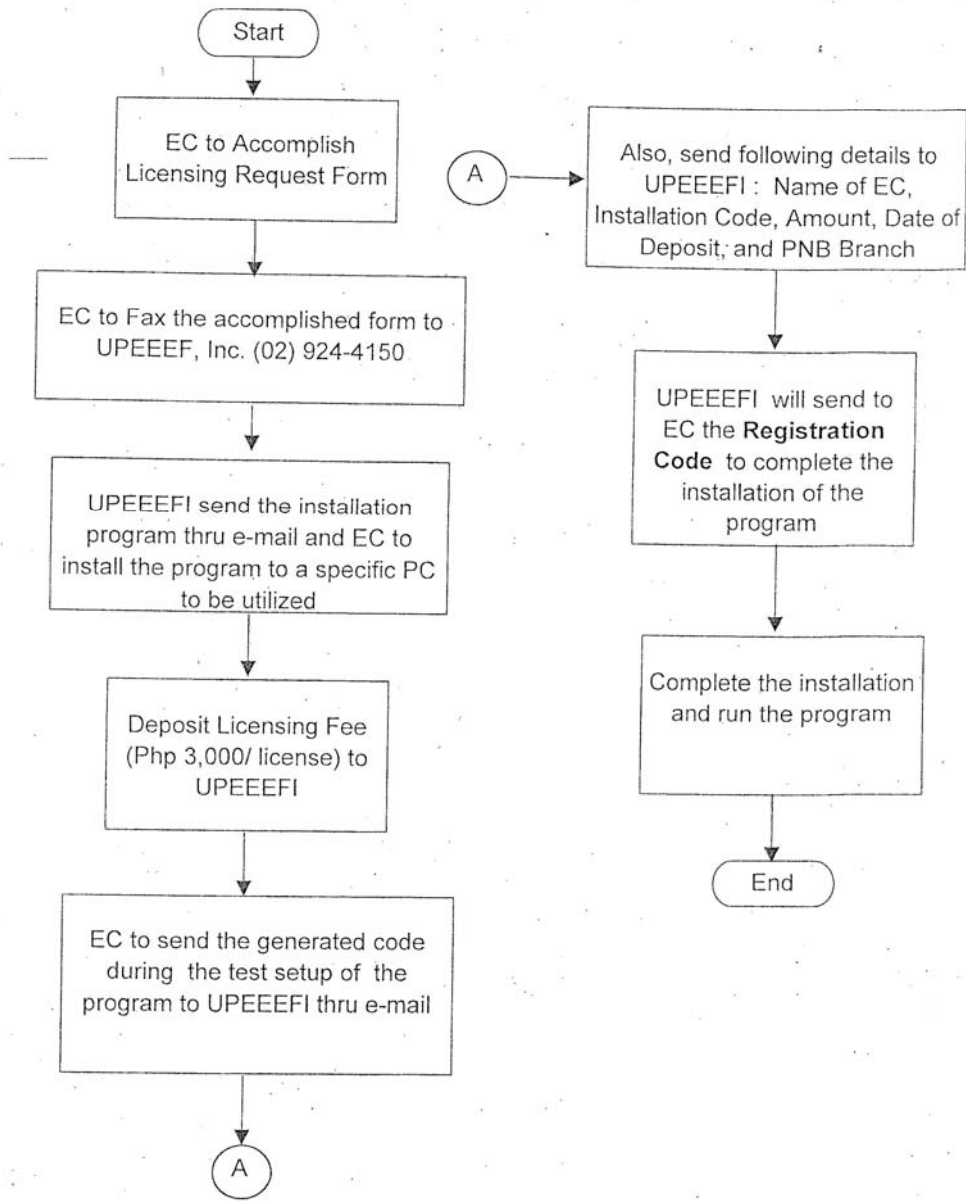 Start
EC to Accomplish
Licensing Request Form
EC to Fax the accomplished form to
UPEEEF, Inc. (02) 924-4150
UPEEEFI send the installation
program thru e-mail and EC to
install the program to a specific PC
to be utilized
Deposit Licensing Fee
(Php 3,000/ license) to
UPEEEFI
EC to send the generated code
during the test setup of the
program to UPEEEFI thru e-mail
A
A
Also, send following details to
UPEEEFI : Name of EC,
Installation Code, Amount, Date of
Deposit, and PNB Branch
UPEEEFI will send to
EC the Registration
Code to complete the
installation of the
program
Complete the installation
and run the program
End